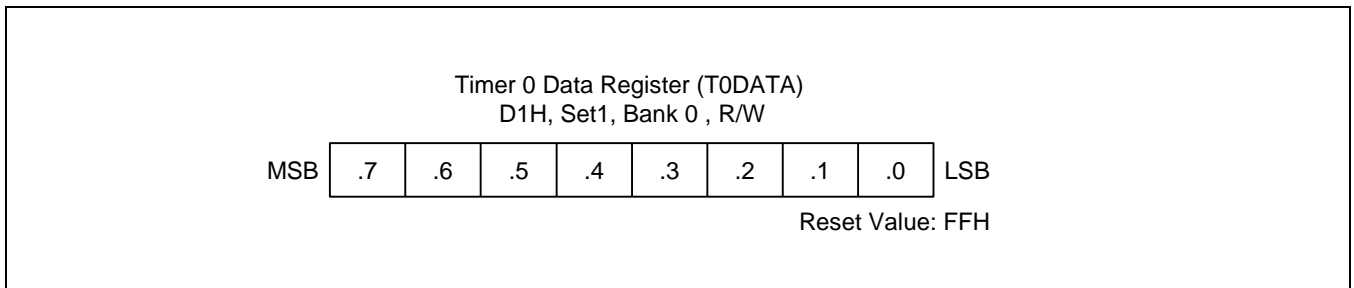 Timer 0 Data Register (T0DATA)
D1H, Set1, Bank 0 , R/W
MSB .7 .6 .5 .4 .3 .2 .1 .0 LSB
Reset Value: FFH